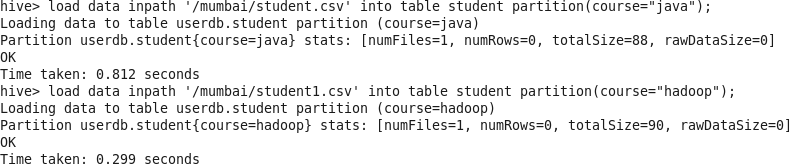 hive> load data inpath '/mumbai/student.csv' into table student partition(course="java");
Loading data to table userdb.student partition (course=java)
Partition userdb.student{course=java} stats: [numFiles=1, numRows=0, totalSize=88, rawDataSize=0]
OK
Time taken: 0.812 seconds
hive> load data inpath '/mumbai/student1.csv' into table student partition(course="hadoop");
Loading data to table userdb.student partition (course=hadoop)
Partition userdb.student{course=hadoop} stats: [numFiles=1, numRows=0, totalSize=90, rawDataSize=0]
OK
Time taken: 0.299 seconds